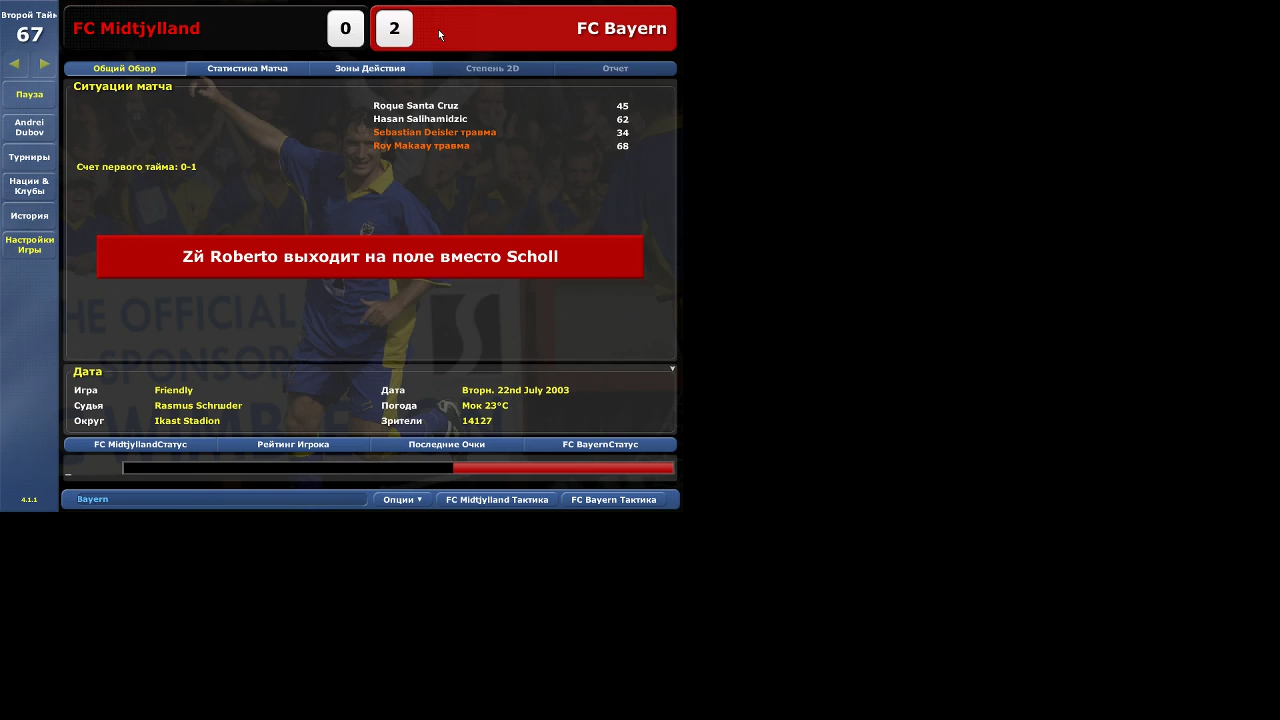 Второй Тайм
67
FC Midtjylland
0
2
FC Bayern
Общий Обзор
Статистика Матча
Зоны Действия
Степень 2D
Отчет
Пауза
Andrei
Dubov
Турниры
Нации &
Клубы
История
Настройки
Игры
4.1.1
Ситуации матча
Roque Santa Cruz 45
Hasan Salihamidzic 62
Sebastian Deisler травма 34
Roy Makaay травма 68
Счет первого тайма: 0-1
Zй Roberto выходит на поле вместо Scholl
THE OFFICIAL
SPONSOR
Дата
Игра Friendly Дата Вторн. 22nd July 2003
Судья Rasmus Schrшder Погода Мок 23°C
Округ Ikast Stadion Зрители 14127
FC MidtjyllandСтатус
Рейтинг Игрока
Последние Очки
FC BayernСтатус
Bayern
Опции
FC Midtjylland Тактика
FC Bayern Тактика